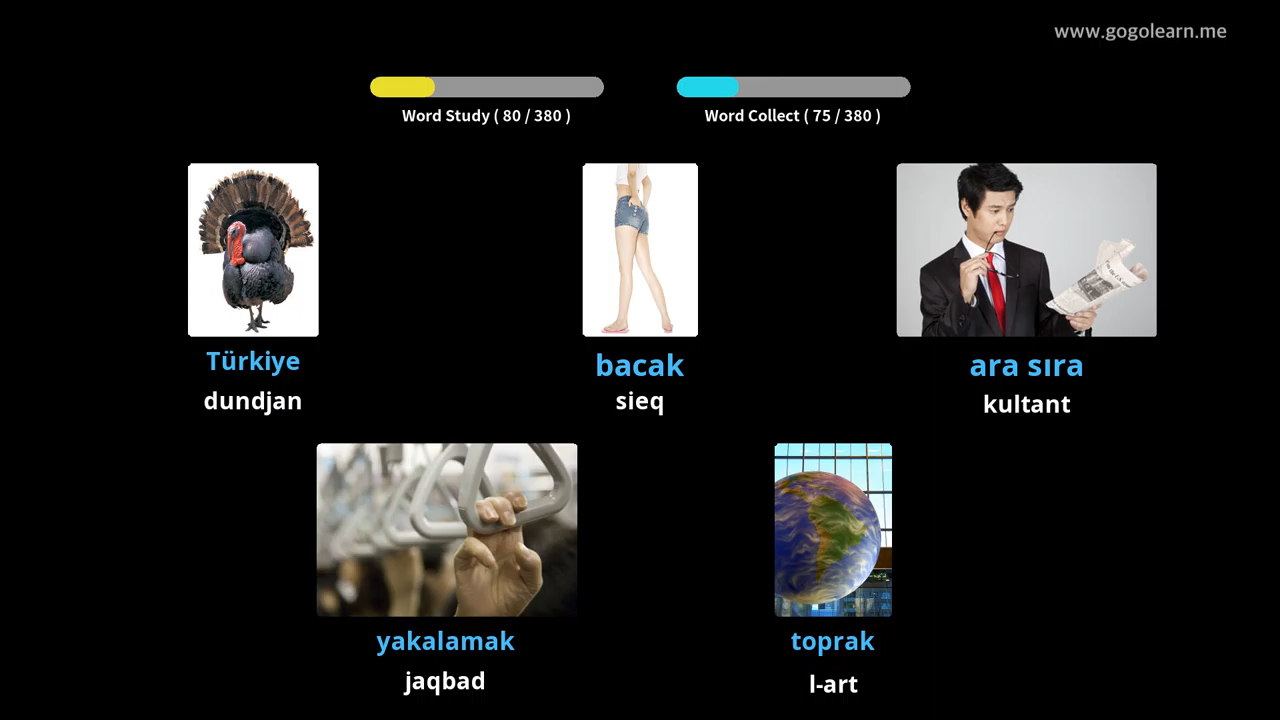 www.gogolearn.me
Word Study ( 80 / 380 )
Word Collect ( 75 / 380 )
Türkiye
dundjan
bacak
sieq
ara sıra
kultant
yakalamak
jaqbad
toprak
l-art